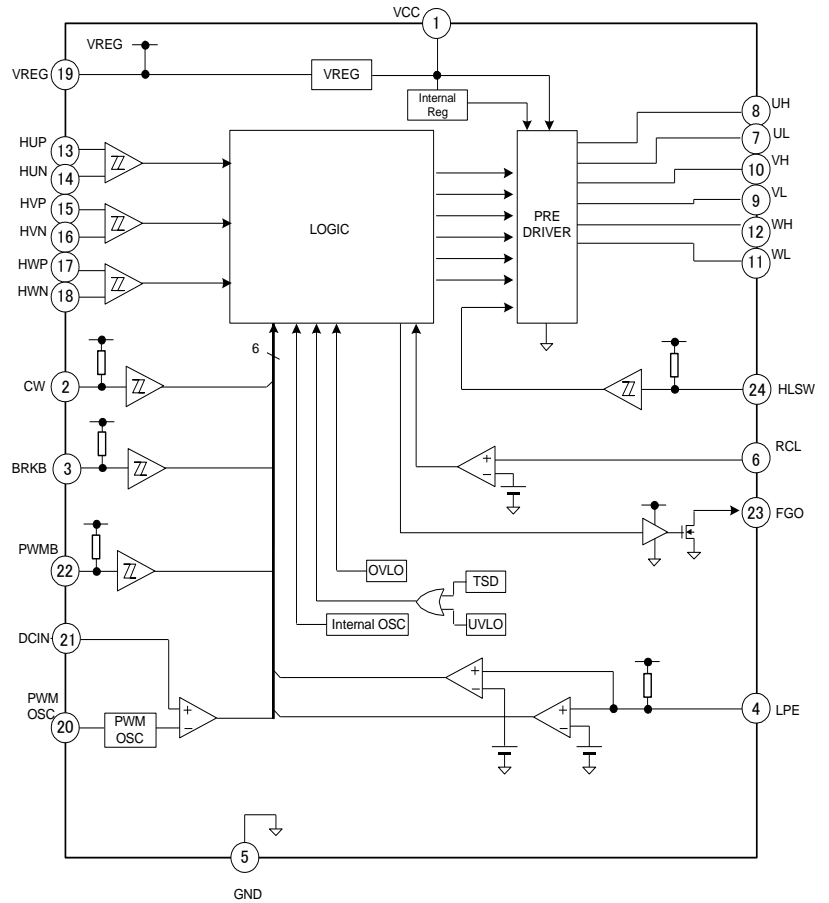 VCC
1
VREG
VREG 19
VREG
Internal
Reg
8 UH
7 UL
10 VH
9 VL
12 WH
11 WL
HUP 13
HUN 14
HVP 15
HVN 16
HWP 17
HWN 18
LOGIC
PRE
DRIVER
6
CW 2
24 HLSW
BRKB 3
+
−
6 RCL
23 FGO
PWMB 22
OVLO
TSD
Internal OSC
UVLO
DCIN 21
PWM
OSC 20
PWM
OSC
+
−
+
−
+
−
4 LPE
5
GND